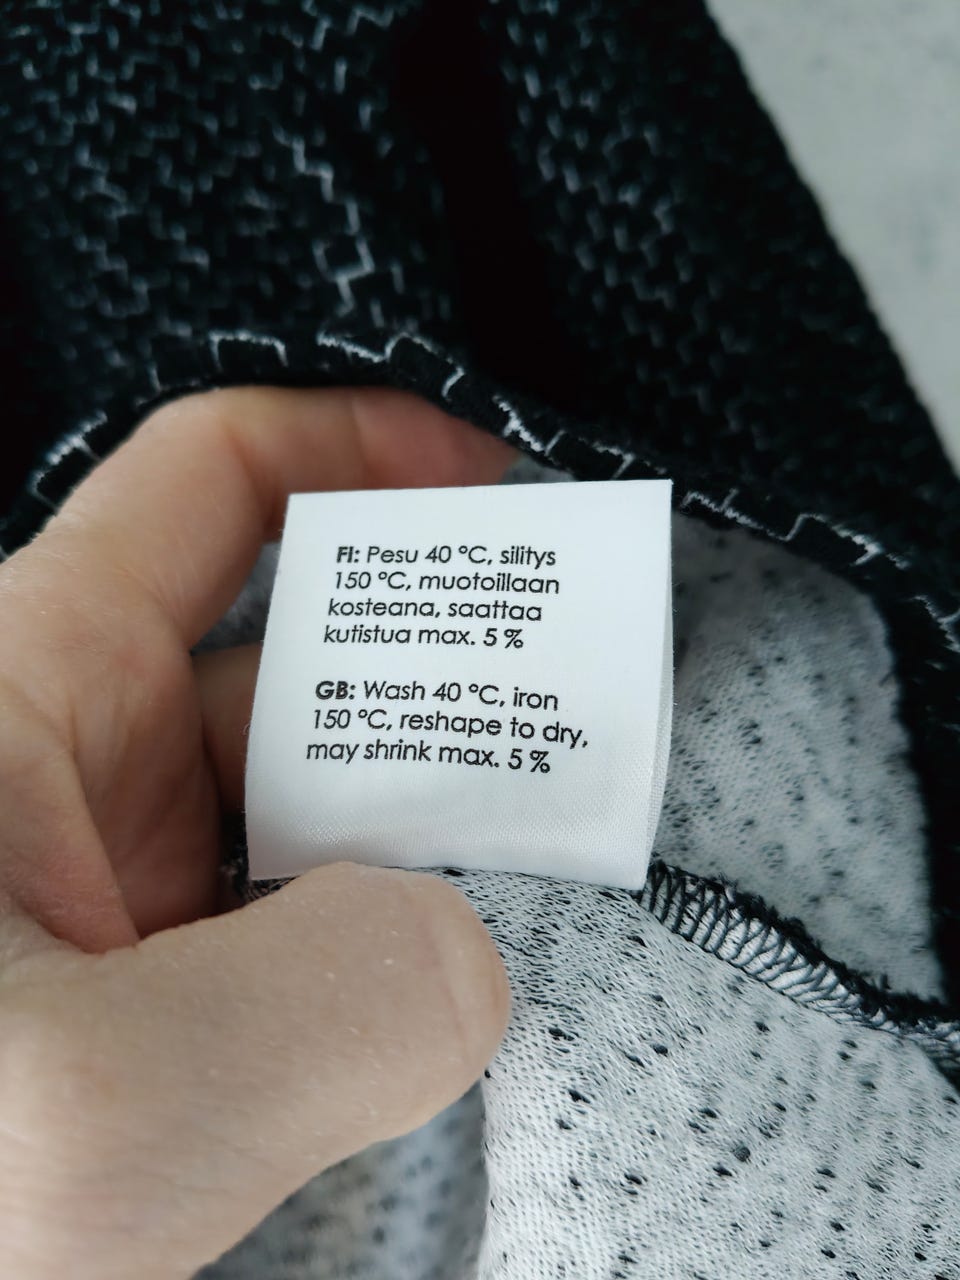 FI: Pesu 40 °C, silitys
150 °C, muotoillaan
kosteana, saattaa
kutistua max. 5 %
GB: Wash 40 °C, iron
150 °C, reshape to dry,
may shrink max. 5 %